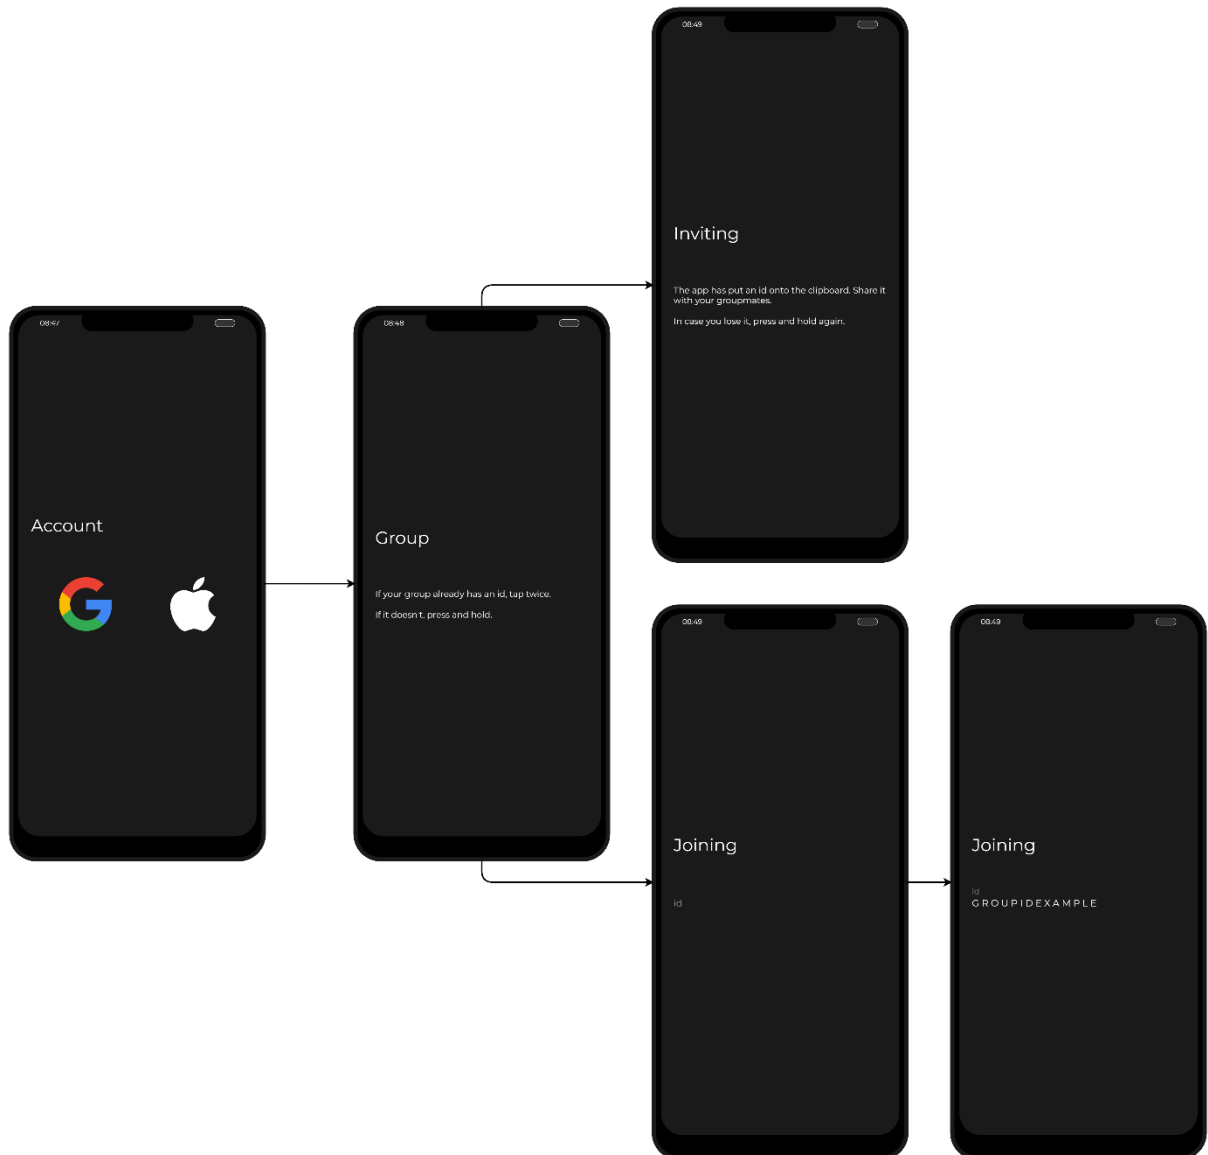 08:49
Inviting
The app has put an id onto the clipboard. Share it
with your groupmates.
In case you lose it, press and hold again.
08:47
Account
08:48
Group
If your group already has an id, tap twice.
If it doesn't, press and hold.
08:49
Joining
id
08:49
Joining
id
GROUPIDEXAMPLE